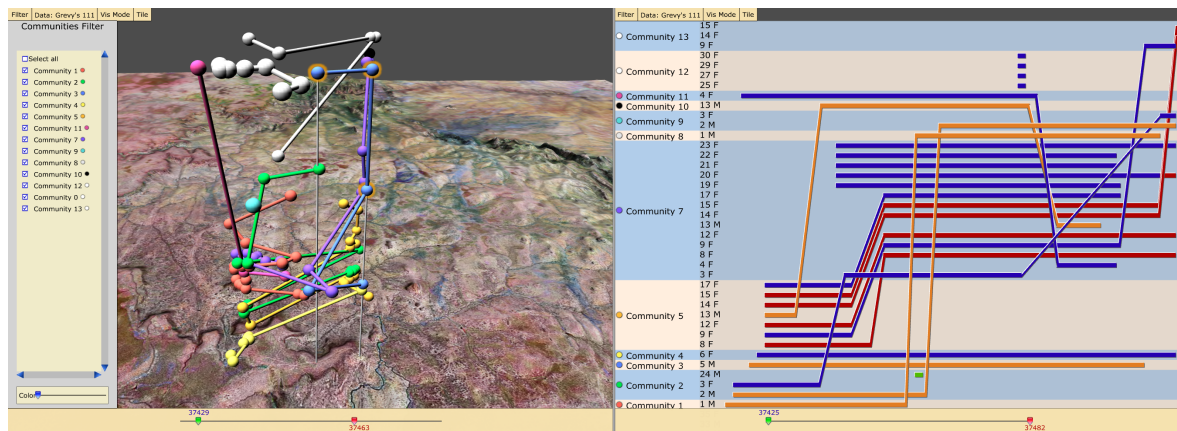 Filter Data: Grevy's 111 Vis Mode Tile
Communities Filter
Select all
Community 1
Community 2
Community 3
Community 4
Community 5
Community 11
Community 7
Community 9
Community 8
Community 10
Community 12
Community 0
Community 13
Color
37429
37463
Filter Data: Grevy's 111 Vis Mode Tile
15 F
Community 13 14 F
9 F
30 F
29 F
Community 12
27 F
25 F
Community 11 4 F
Community 10 13 M
3 F
Community 9
2 M
Community 8 1 M
23 F
22 F
21 F
20 F
19 F
17 F
Community 7
15 F
14 F
13 M
12 F
9 F
8 F
4 F
3 F
17 F
15 F
14 F
Community 5 13 M
12 F
9 F
8 F
Community 4 6 F
Community 3 5 M
24 M
Community 2 3 F
2 M
Community 1 1 M
37425
37482